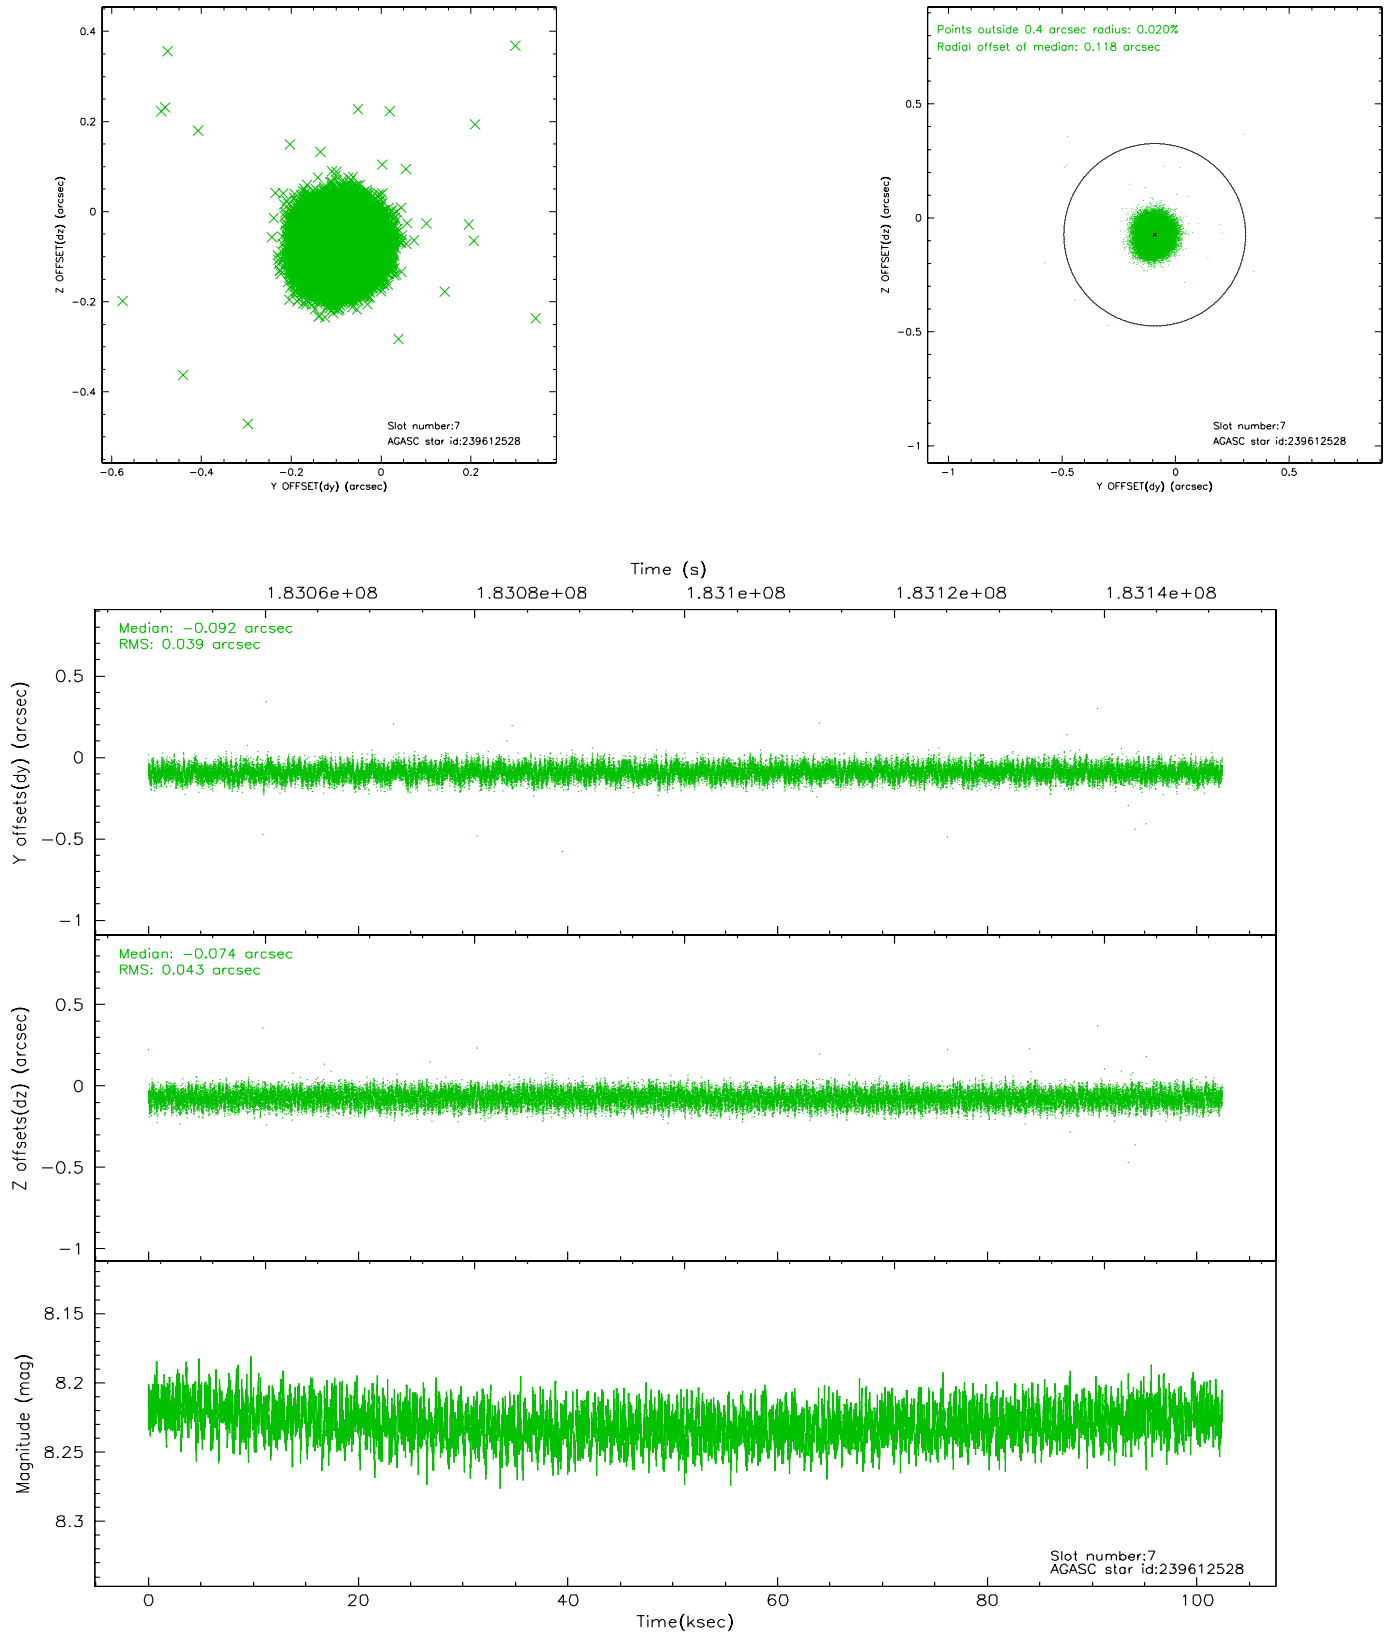 0.4
0.2
0
−0.2
−0.4
Z OFFSET(dz) (arcsec)
Slot number:7
AGASC star id:239612528
−0.6 −0.4 −0.2 0 0.2
Y OFFSET(dy) (arcsec)
Points outside 0.4 arcsec radius: 0.020%
Radial offset of median: 0.118 arcsec
0.5
0
−0.5
−1
Z OFFSET(dz) (arcsec)
Slot number:7
AGASC star id:239612528
−1 −0.5 0 0.5
Y OFFSET(dy) (arcsec)
Time (s)
1.8306e+08 1.8308e+08 1.831e+08 1.8312e+08 1.8314e+08
Median: −0.092 arcsec
RMS: 0.039 arcsec
0.5
0
−0.5
−1
Y offsets(dy) (arcsec)
Median: −0.074 arcsec
RMS: 0.043 arcsec
0.5
0
−0.5
−1
Z offsets(dz) (arcsec)
8.15
8.2
8.25
8.3
Magnitude (mag)
Slot number:7
AGASC star id:239612528
0 20 40 60 80 100
Time(ksec)